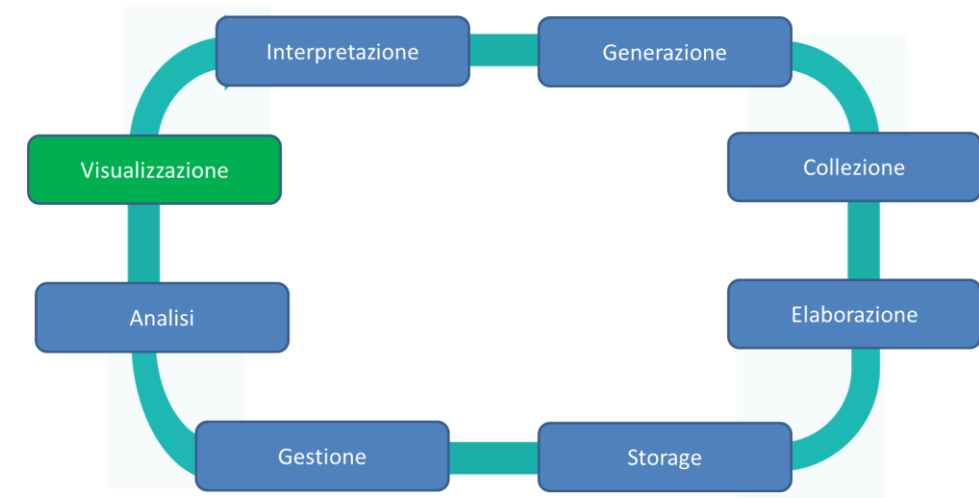 Interpretazione
Generazione
Visualizzazione
Collezione
Analisi
Elaborazione
Gestione
Storage